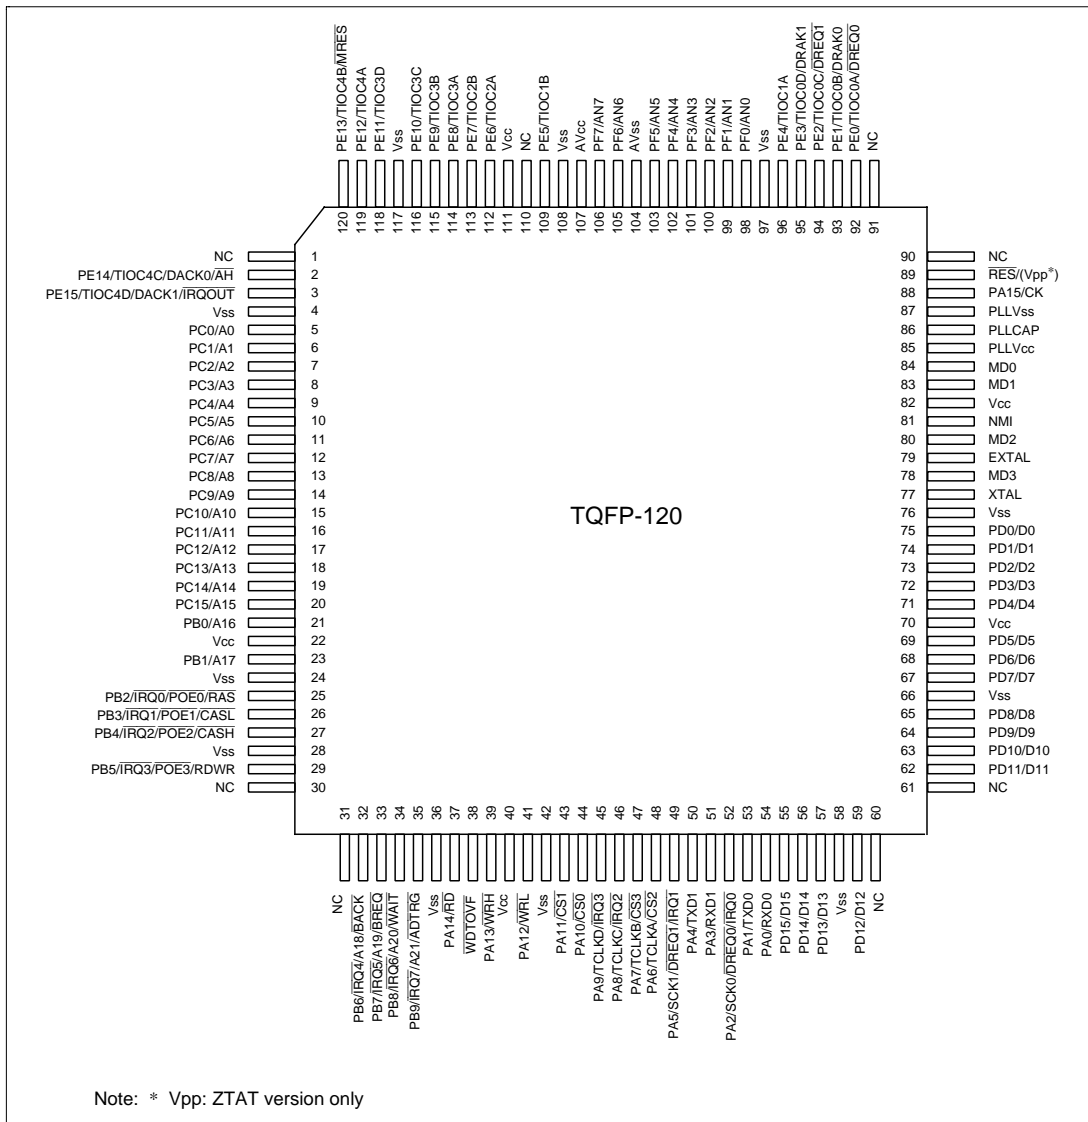 PE13/TIOC4B/MRES
PE12/TIOC4A
PE11/TIOC3D
Vss
PE10/TIOC3C
PE9/TIOC3B
PE8/TIOC3A
PE7/TIOC2B
PE6/TIOC2A
Vcc
NC
PE5/TIOC1B
Vss
AVcc
PF7/AN7
PF6/AN6
AVss
PF5/AN5
PF4/AN4
PF3/AN3
PF2/AN2
PF1/AN1
PF0/AN0
Vss
PE4/TIOC1A
PE3/TIOC0D/DRAK1
PE2/TIOC0C/DREQ1
PE1/TIOC0B/DRAK0
PE0/TIOC0A/DREQ0
NC
120
119
118
117
116
115
114
113
112
111
110
109
108
107
106
105
104
103
102
101
100
99
98
97
96
95
94
93
92
91
NC 1
PE14/TIOC4C/DACK0/AH 2
PE15/TIOC4D/DACK1/IRQOUT 3
Vss 4
PC0/A0 5
PC1/A1 6
PC2/A2 7
PC3/A3 8
PC4/A4 9
PC5/A5 10
PC6/A6 11
PC7/A7 12
PC8/A8 13
PC9/A9 14
PC10/A10 15
PC11/A11 16
PC12/A12 17
PC13/A13 18
PC14/A14 19
PC15/A15 20
PB0/A16 21
Vcc 22
PB1/A17 23
Vss 24
PB2/IRQ0/POE0/RAS 25
PB3/IRQ1/POE1/CASL 26
PB4/IRQ2/POE2/CASH 27
Vss 28
PB5/IRQ3/POE3/RDWR 29
NC 30
TQFP-120
90 NC
89 RES/(Vpp*)
88 PA15/CK
87 PLLVss
86 PLLCAP
85 PLLVcc
84 MD0
83 MD1
82 Vcc
81 NMI
80 MD2
79 EXTAL
78 MD3
77 XTAL
76 Vss
75 PD0/D0
74 PD1/D1
73 PD2/D2
72 PD3/D3
71 PD4/D4
70 Vcc
69 PD5/D5
68 PD6/D6
67 PD7/D7
66 Vss
65 PD8/D8
64 PD9/D9
63 PD10/D10
62 PD11/D11
61 NC
31
32
33
34
35
36
37
38
39
40
41
42
43
44
45
46
47
48
49
50
51
52
53
54
55
56
57
58
59
60
NC
PB6/IRQ4/A18/BACK
PB7/IRQ5/A19/BREQ
PB8/IRQ6/A20/WAIT
PB9/IRQ7/A21/ADTRG
Vss
PA14/RD
WDTOVF
PA13/WRH
Vcc
PA12/WRL
Vss
PA11/CS1
PA10/CS0
PA9/TCLKD/IRQ3
PA8/TCLKC/IRQ2
PA7/TCLKB/CS3
PA6/TCLKA/CS2
PA5/SCK1/DREQ1/IRQ1
PA4/TXD1
PA3/RXD1
PA2/SCK0/DREQ0/IRQ0
PA1/TXD0
PA0/RXD0
PD15/D15
PD14/D14
PD13/D13
Vss
PD12/D12
NC
Note: * Vpp: ZTAT version only